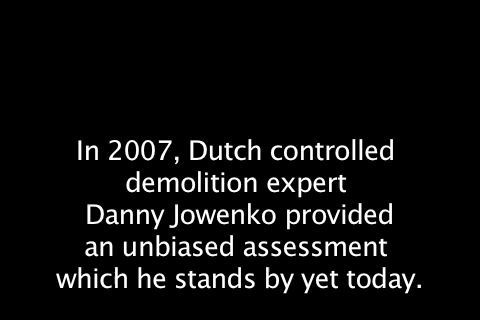 In 2007, Dutch controlled
demolition expert
Danny Jowenko provided
an unbiased assessment
which he stands by yet today.